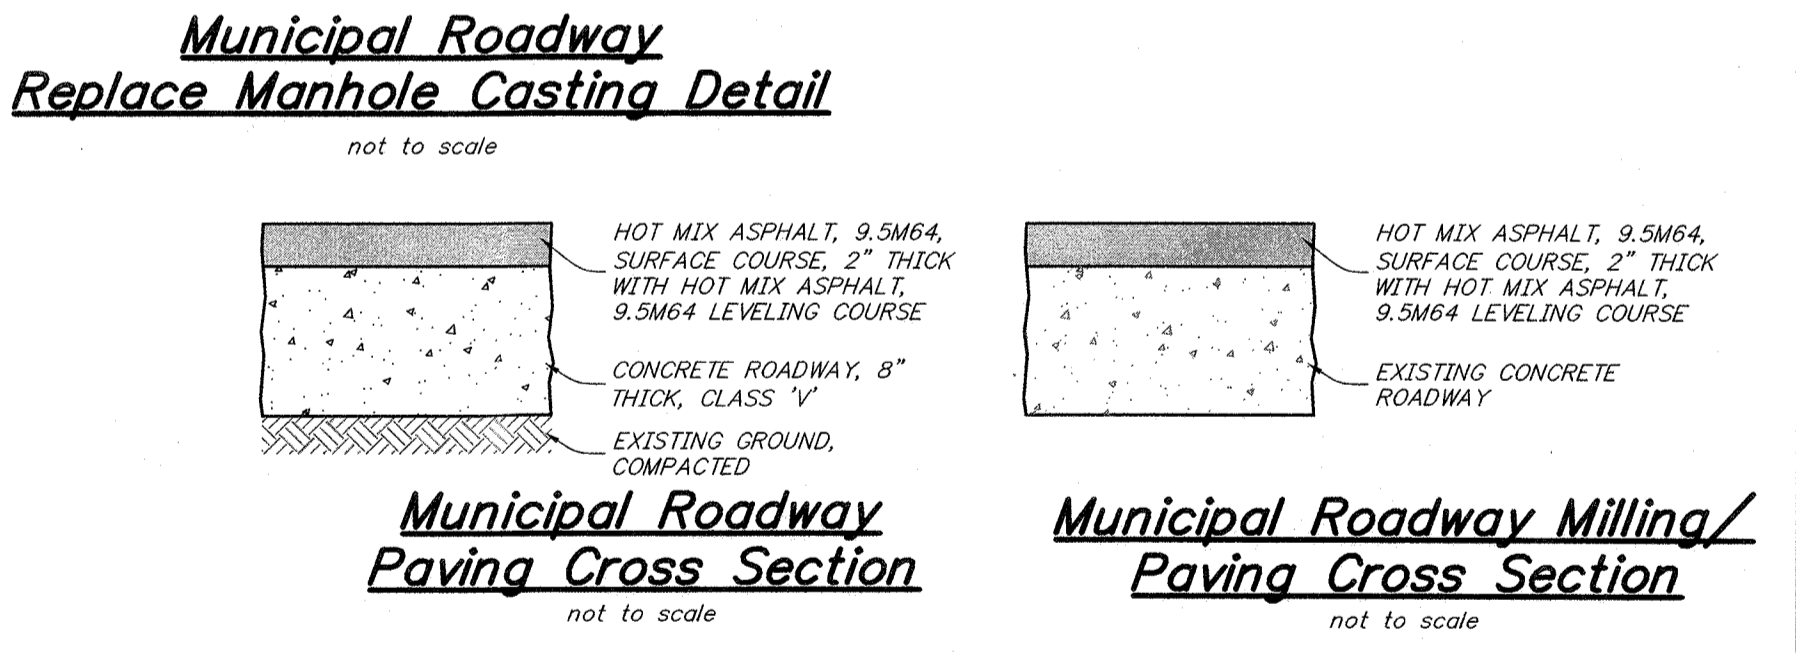 Municipal Roadway
Replace Manhole Casting Detail
not to scale
HOT MIX ASPHALT, 9.5M64,
SURFACE COURSE, 2" THICK
WITH HOT MIX ASPHALT,
9.5M64 LEVELING COURSE
CONCRETE ROADWAY, 8"
THICK, CLASS 'V'
EXISTING GROUND,
COMPACTED
Municipal Roadway
Paving Cross Section
not to scale
HOT MIX ASPHALT, 9.5M64,
SURFACE COURSE, 2" THICK
WITH HOT MIX ASPHALT,
9.5M64 LEVELING COURSE
EXISTING CONCRETE
ROADWAY
Municipal Roadway Milling/
Paving Cross Section
not to scale